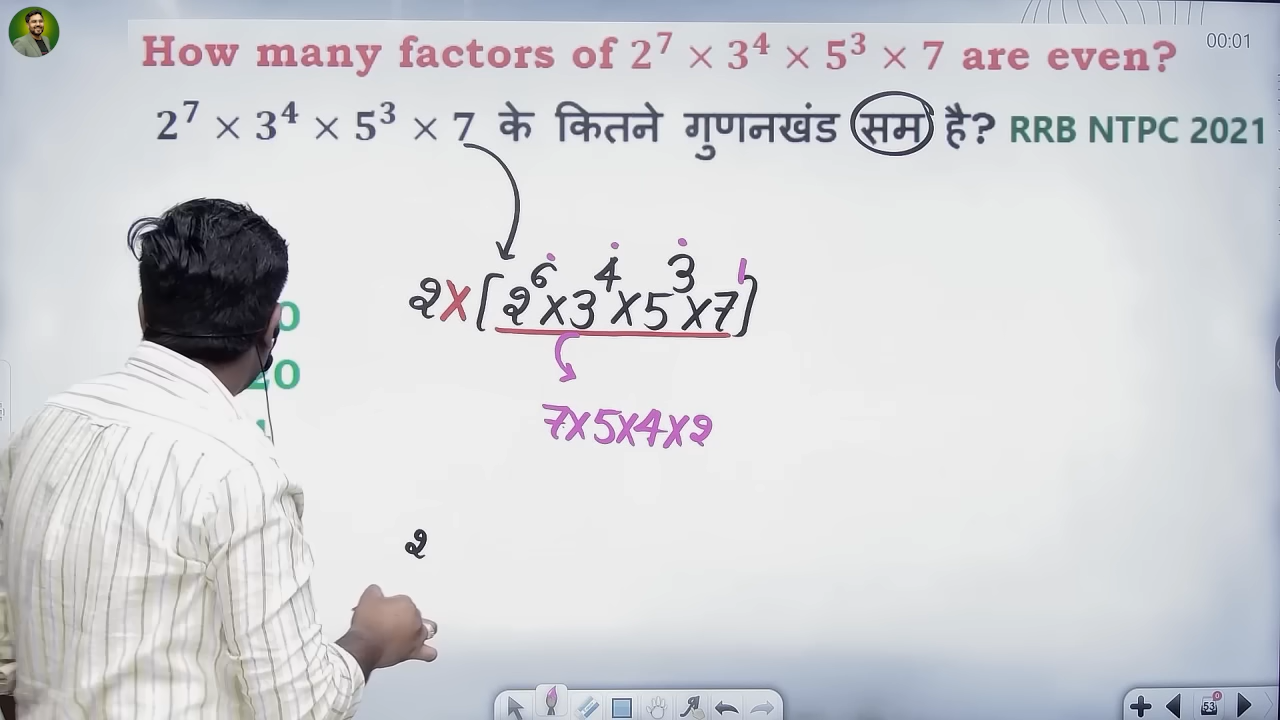 00:01
How many factors of 2⁷ × 3⁴ × 5³ × 7 are even?
2⁷ × 3⁴ × 5³ × 7 के कितने गुणनखंड सम है? RRB NTPC 2021
2×[2⁶×3⁴×5³×7¹]
7×5×4×2
2
53